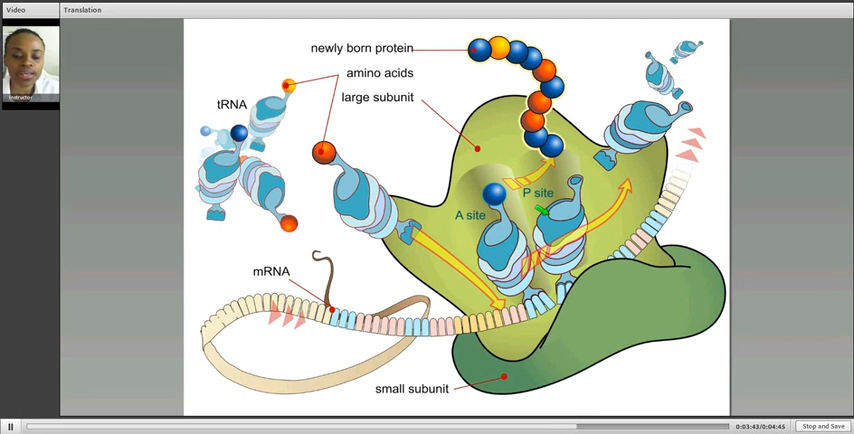 Video
Translation
Instructor
newly born protein
amino acids
large subunit
tRNA
A site
P site
mRNA
small subunit
0:03:43/0:04:45
Stop and Save